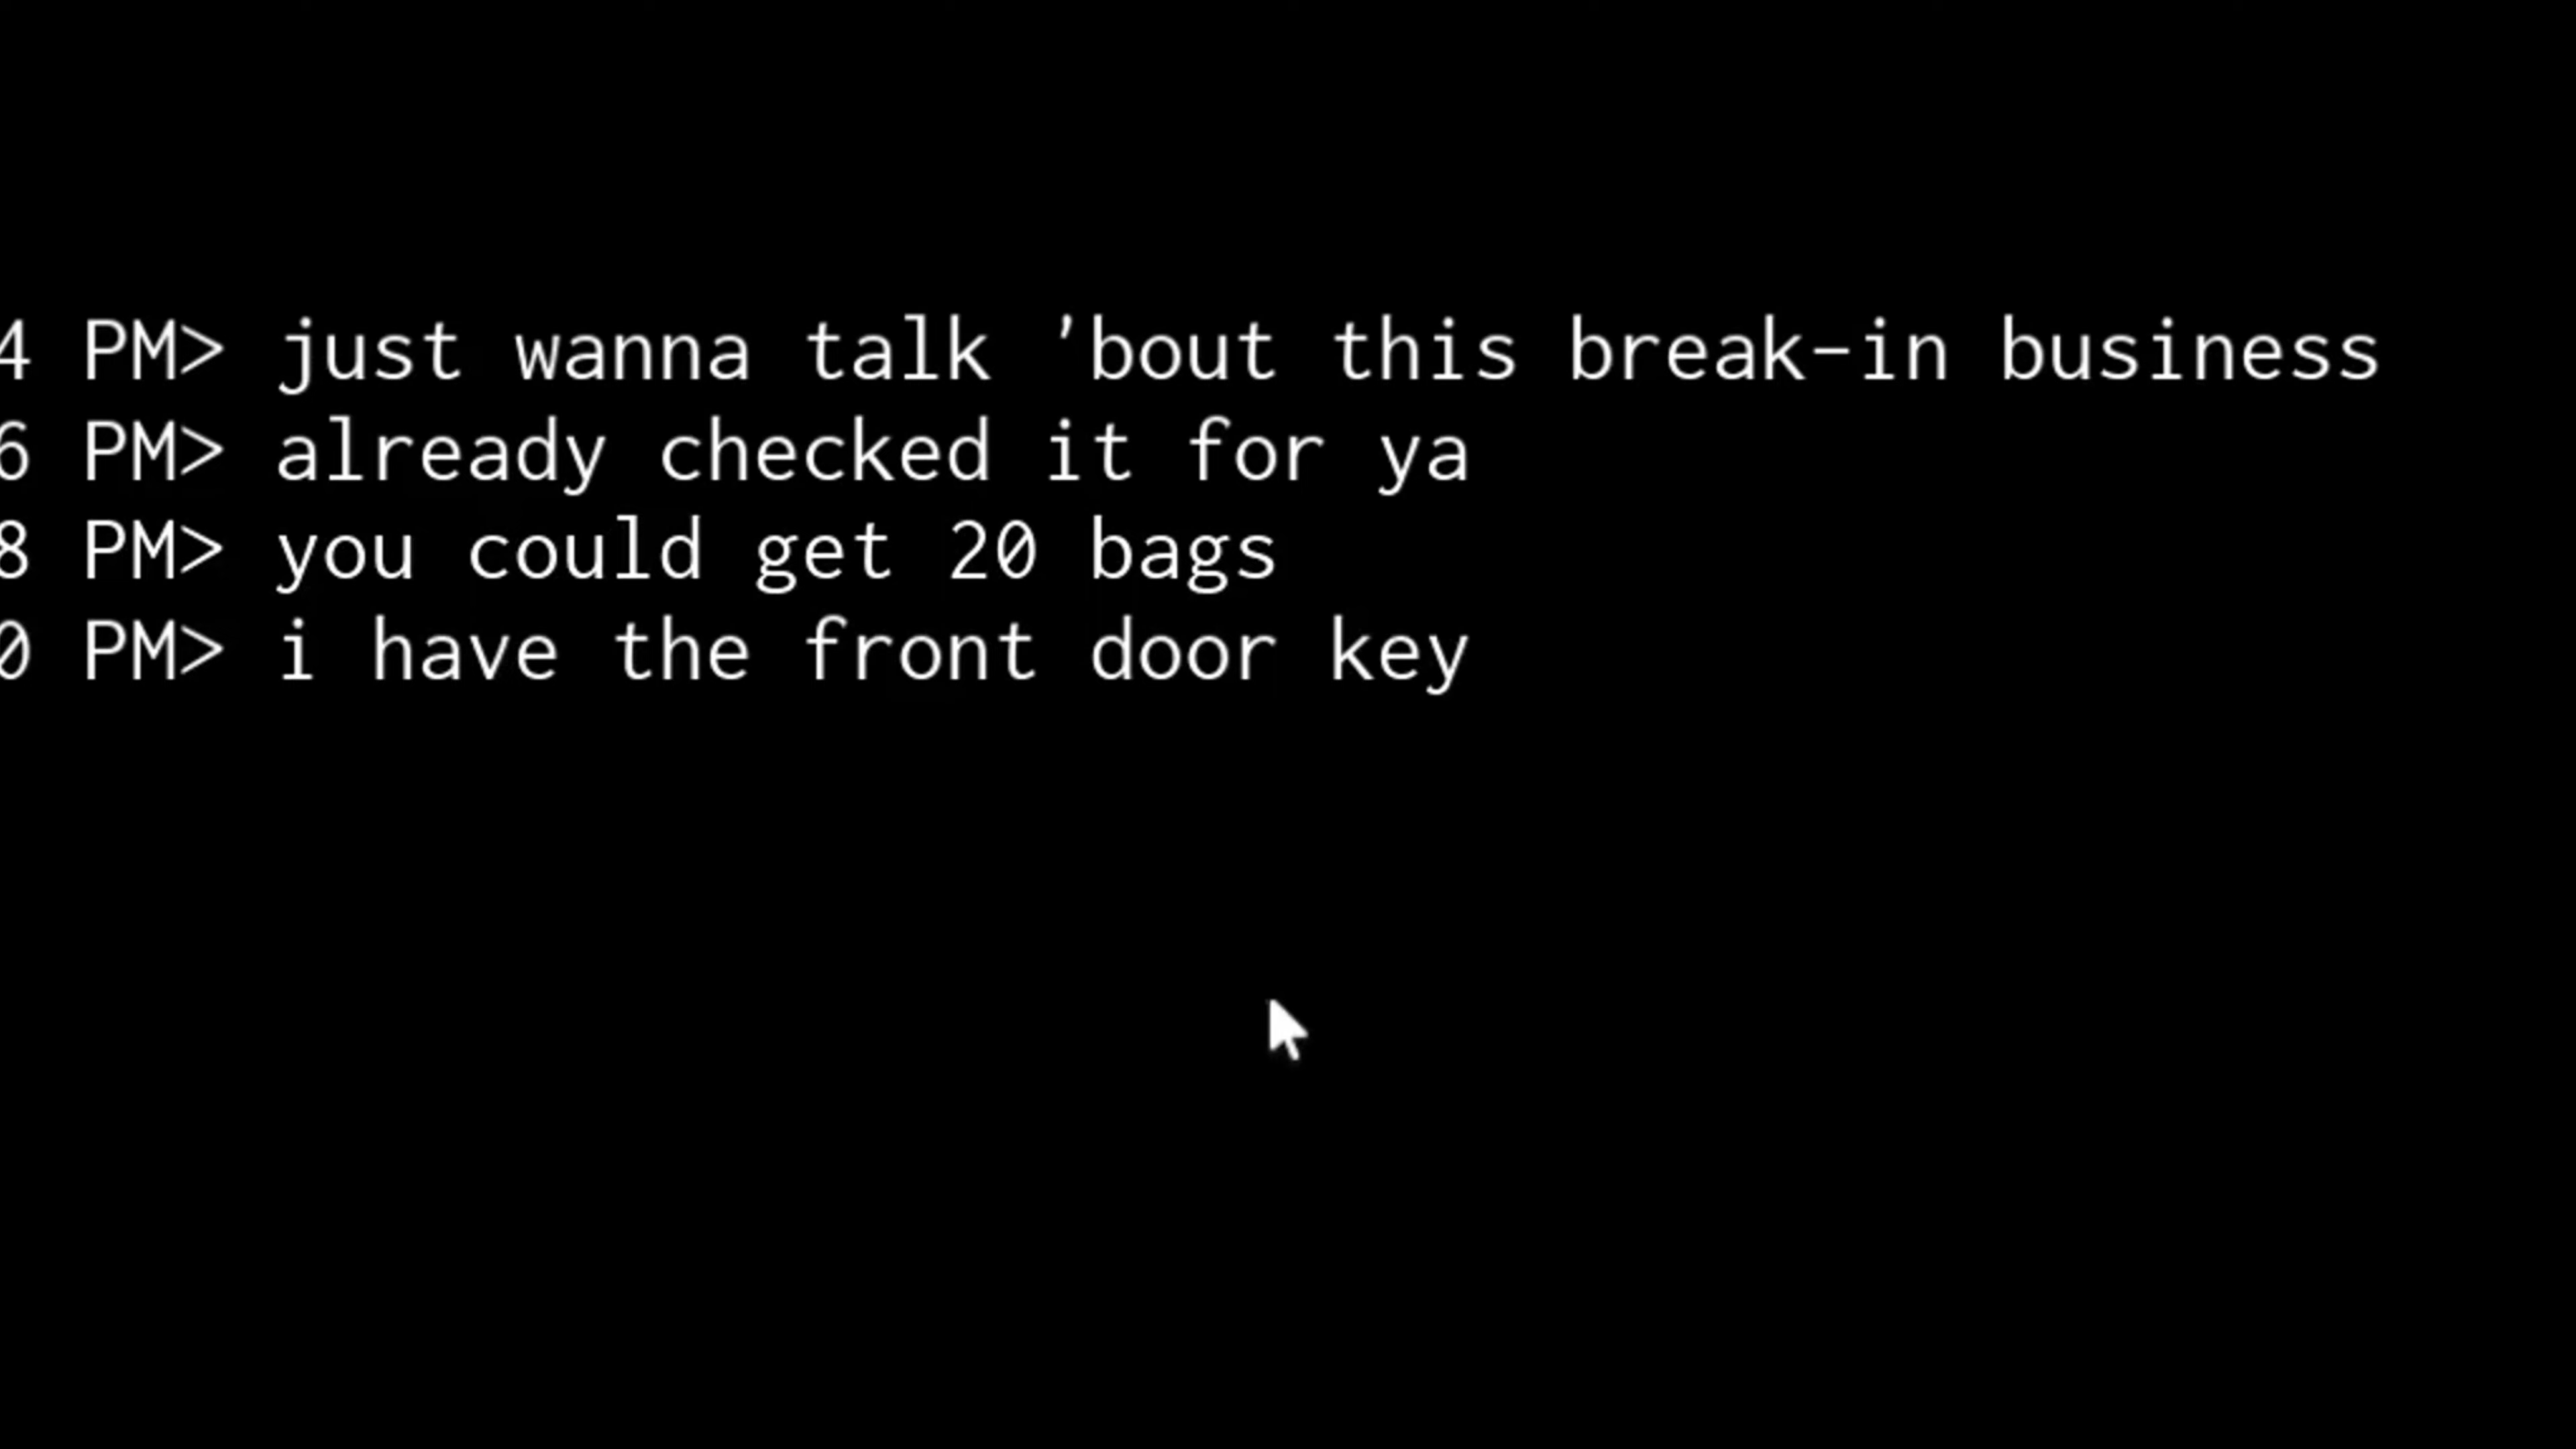 4 PM> just wanna talk 'bout this break-in business
6 PM> already checked it for ya
8 PM> you could get 20 bags
0 PM> i have the front door key